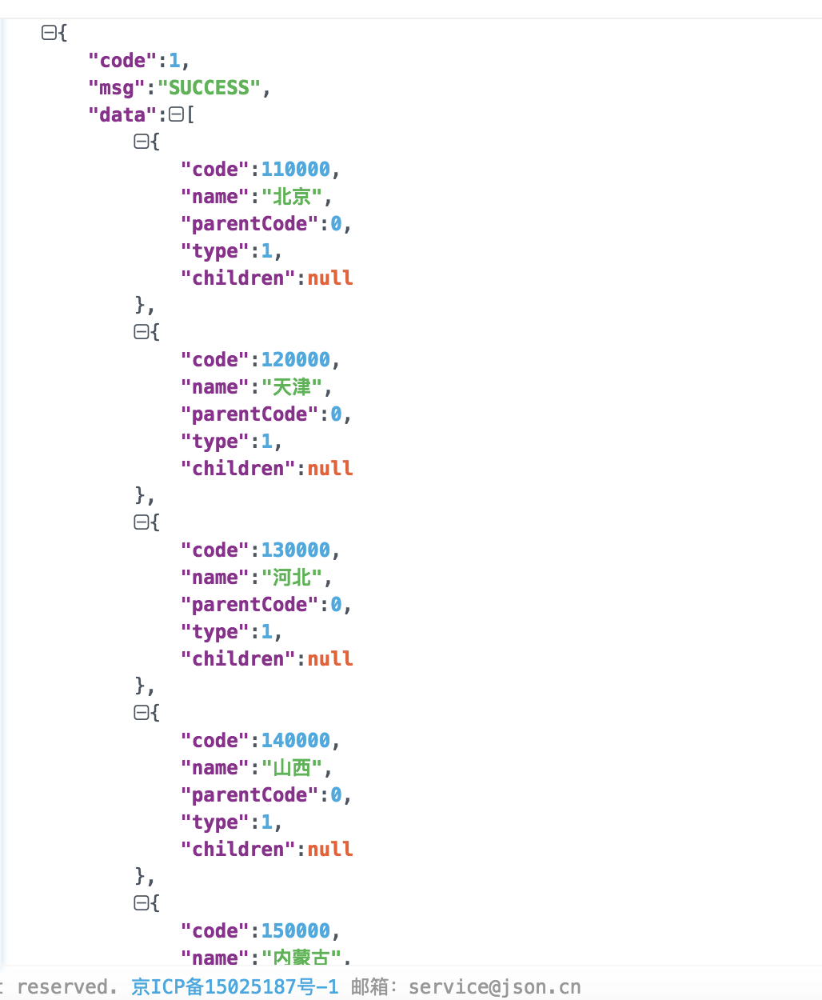 {
"code":1,
"msg":"SUCCESS",
"data":[
{
"code":110000,
"name":"北京",
"parentCode":0,
"type":1,
"children":null
},
{
"code":120000,
"name":"天津",
"parentCode":0,
"type":1,
"children":null
},
{
"code":130000,
"name":"河北",
"parentCode":0,
"type":1,
"children":null
},
{
"code":140000,
"name":"山西",
"parentCode":0,
"type":1,
"children":null
},
{
"code":150000,
"name":"内蒙古",
reserved. 京ICP备15025187号-1 邮箱：service@json.cn